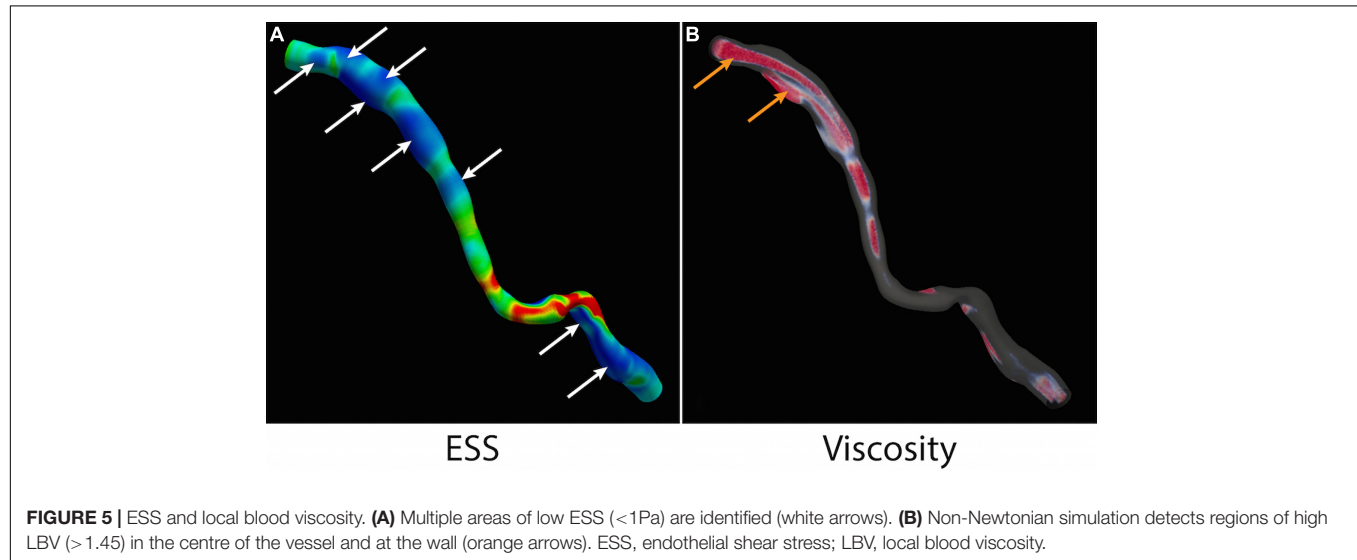 A
B
ESS
Viscosity
FIGURE 5 | ESS and local blood viscosity. (A) Multiple areas of low ESS (<1Pa) are identified (white arrows). (B) Non-Newtonian simulation detects regions of high
LBV (>1.45) in the centre of the vessel and at the wall (orange arrows). ESS, endothelial shear stress; LBV, local blood viscosity.